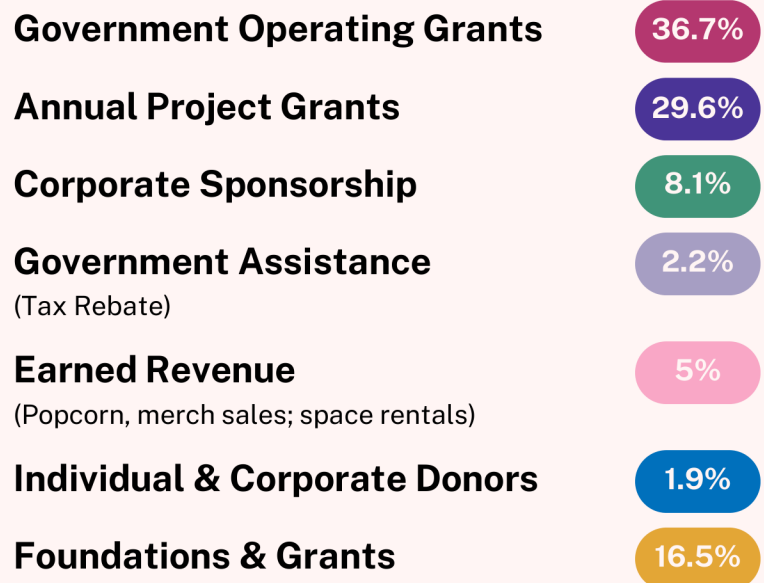 Government Operating Grants 36.7%
Annual Project Grants 29.6%
Corporate Sponsorship 8.1%
Government Assistance 2.2%
(Tax Rebate)
Earned Revenue 5%
(Popcorn, merch sales; space rentals)
Individual & Corporate Donors 1.9%
Foundations & Grants 16.5%